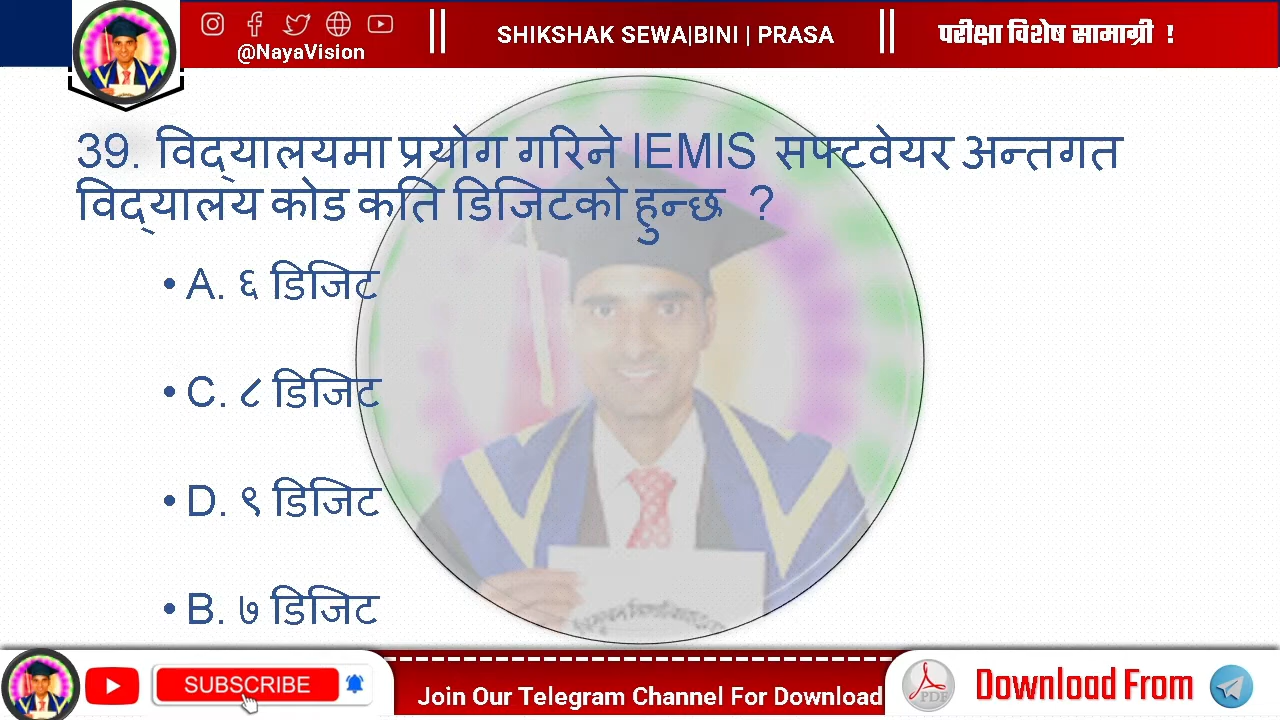 @NayaVision
SHIKSHAK SEWA|BINI | PRASA
परीक्षा विशेष सामाग्री !
39. विद्यालयमा प्रयोग गरिने IEMIS सफ्टवेयर अन्तगत
विद्यालय कोड कति डिजिटको हुन्छ ?
• A. ६ डिजिट
• C. ८ डिजिट
• D. ९ डिजिट
• B. ७ डिजिट
SUBSCRIBE
Join Our Telegram Channel For Download
PDF
Download From